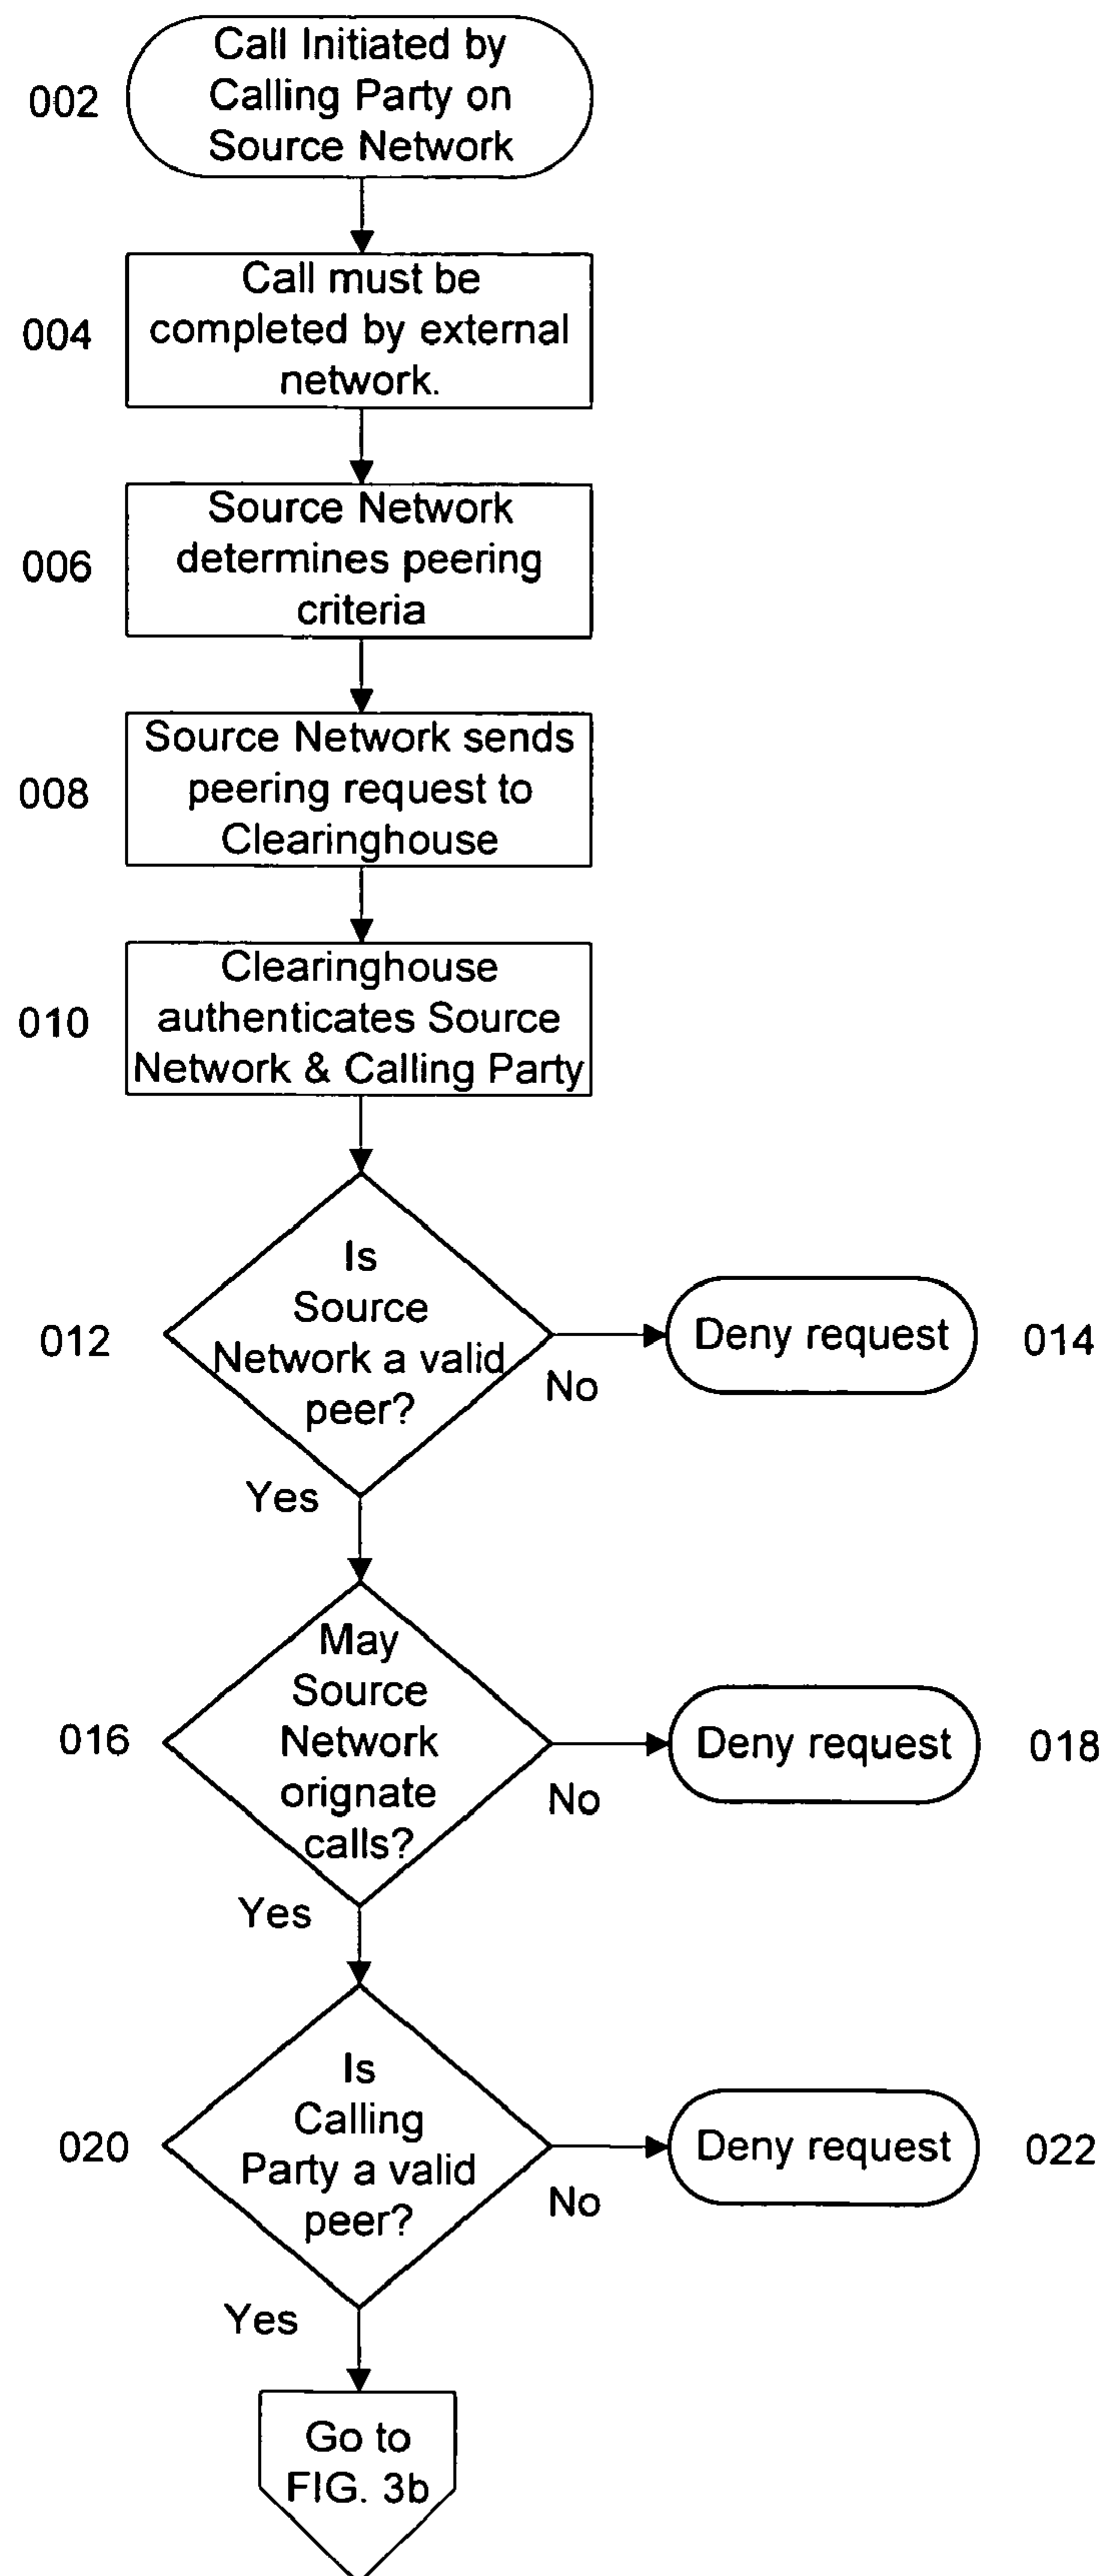 Call Initiated by
002
Calling Party on
Source Network
Call must be
004
completed by external
network.
Source Network
006
determines peering
criteria
Source Network sends
008
peering request to
Clearinghouse
Clearinghouse
010
authenticates Source
Network & Calling Party
Is
Source
012
Network a valid
peer?
Deny request
014
No
Yes
May
Source
016
Network
orignate
calls?
Deny request
018
No
Yes
Is
Calling
020
Party a valid
peer?
Deny request
022
No
Yes
Go to
FIG. 3b